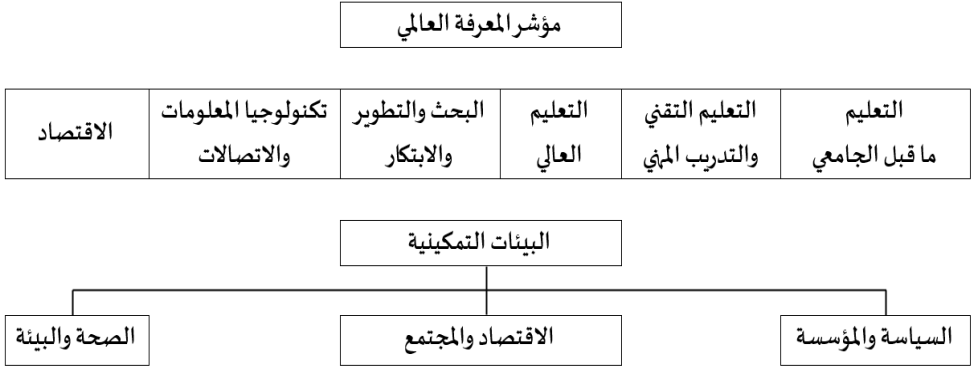 مؤشر المعرفة العالمي
التعليم
ما قبل الجامعي
التعليم التقني
والتدريب المهني
التعليم
العالي
البحث والتطوير
والابتكار
تكنولوجيا المعلومات
والاتصالات
الاقتصاد
البيئات التمكينية
السياسة والمؤسسة
الاقتصاد والمجتمع
الصحة والبيئة